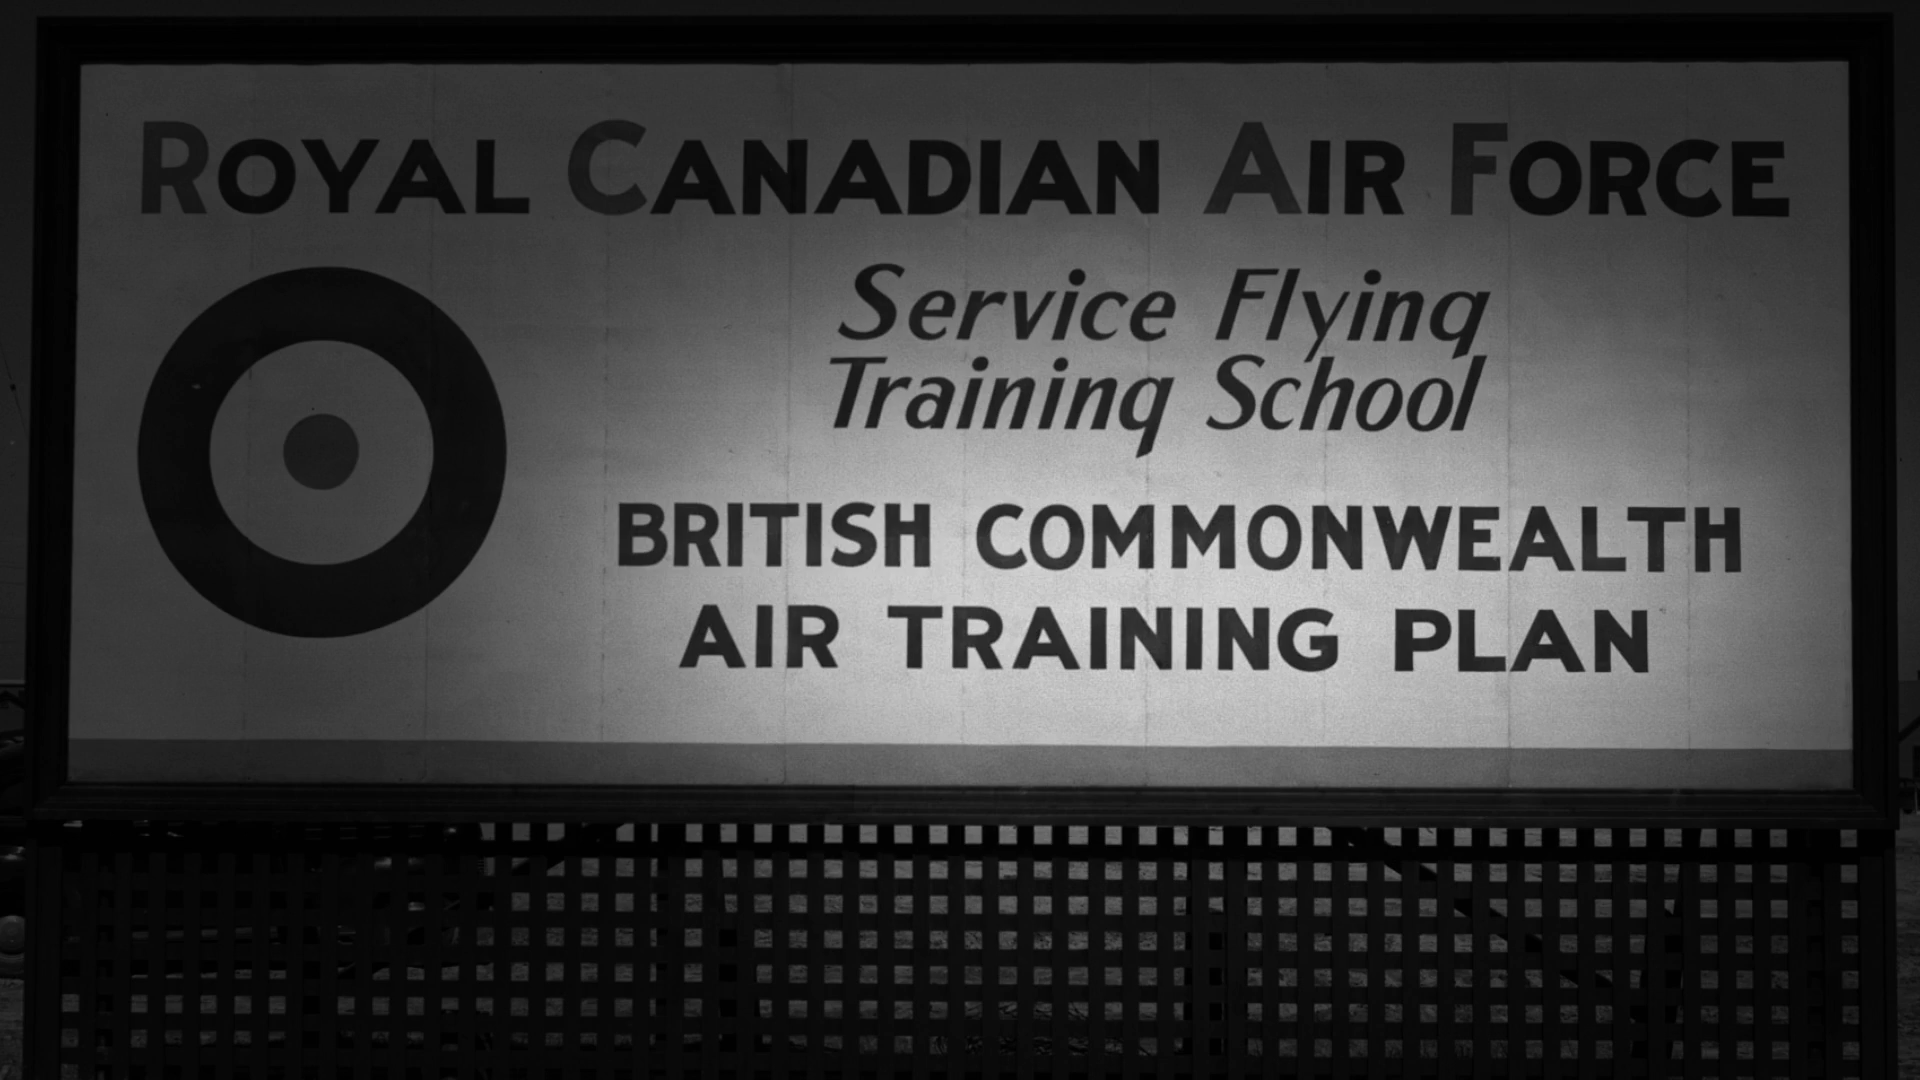 ROYAL CANADIAN AIR FORCE
Service Flying
Training School
BRITISH COMMONWEALTH
AIR TRAINING PLAN